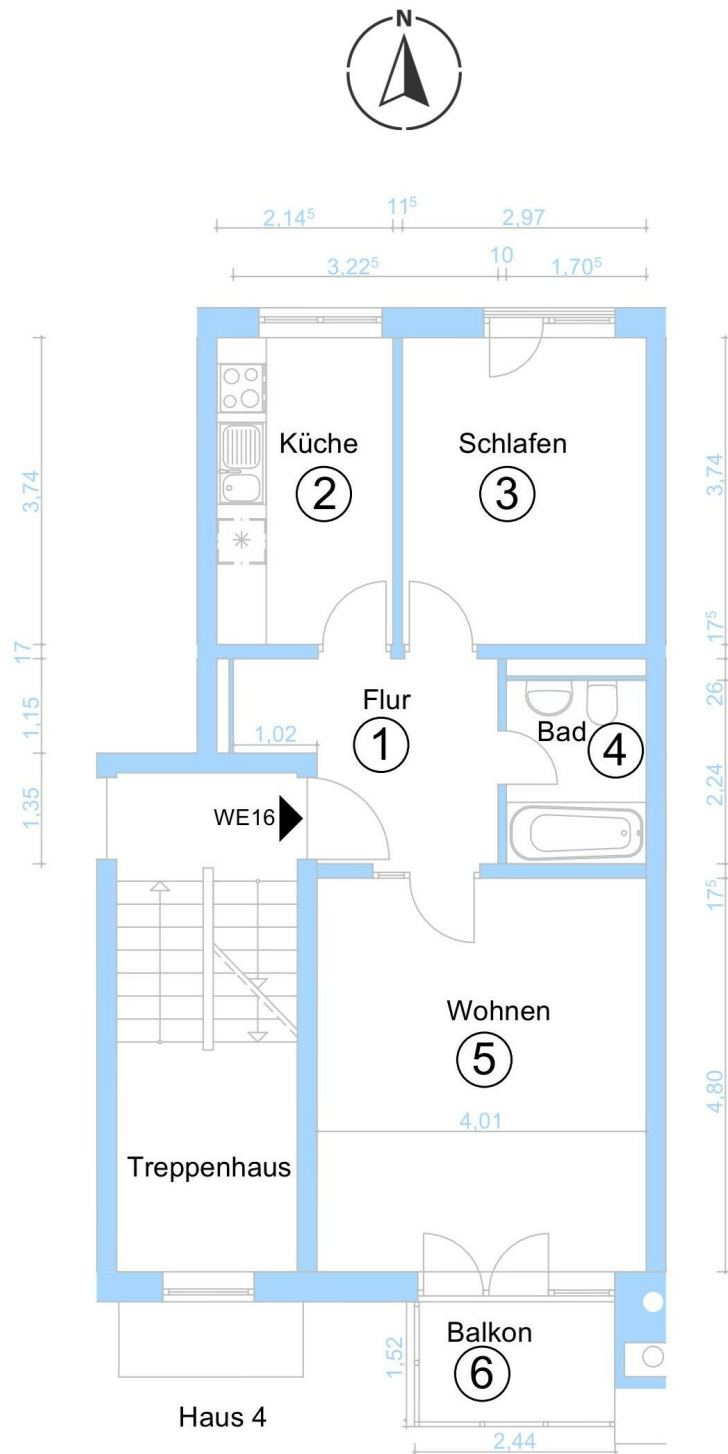 N
2,14⁵
11⁵
2,97
3,22⁵
10
1,70⁵
Küche
2
Schlafen
3
3,74
3,74
17
17⁵
Flur
1
1,15
1,02
26
Bad
4
2,24
1,35
WE16
17⁵
Wohnen
5
4,80
4,01
Treppenhaus
Balkon
6
1,52
Haus 4
2,44